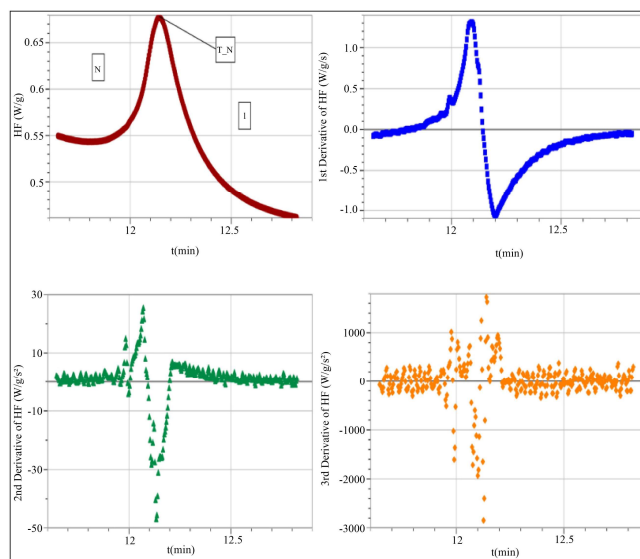 0.65
0.6
0.55
0.5
HF (W/g)
N
T_N
I
12
12.5
t(min)
1.0
0.5
0.0
-0.5
-1.0
1st Derivative of HF (W/g/s)
12
12.5
t(min)
30
10
-10
-30
-50
2nd Derivative of HF (W/g/s²)
12
12.5
t(min)
1000
0
-1000
-2000
-3000
3rd Derivative of HF (W/g/s²)
12
12.5
t(min)